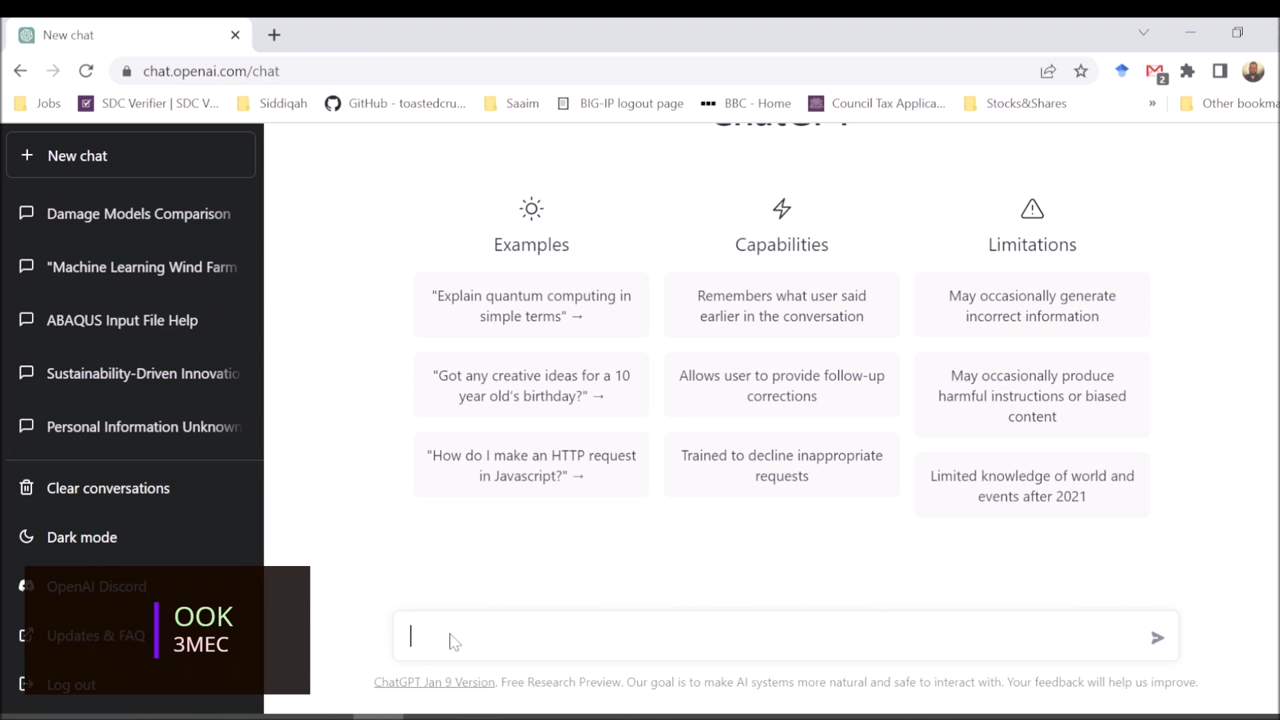 New chat
chat.openai.com/chat
2
Jobs
SDC Verifier | SDC V...
Siddiqah
GitHub - toastedcru...
Saaim
BIG-IP logout page
BBC - Home
Council Tax Applica...
Stocks&Shares
»
Other bookma
New chat
Damage Models Comparison
"Machine Learning Wind Farm
ABAQUS Input File Help
Sustainability-Driven Innovatio
Personal Information Unknown
Clear conversations
Dark mode
OpenAI Discord
Updates & FAQ
Log out
OOK
3MEC
ChatGPT
Examples
"Explain quantum computing in
simple terms" →
"Got any creative ideas for a 10
year old's birthday?" →
"How do I make an HTTP request
in Javascript?" →
Capabilities
Remembers what user said
earlier in the conversation
Allows user to provide follow-up
corrections
Trained to decline inappropriate
requests
Limitations
May occasionally generate
incorrect information
May occasionally produce
harmful instructions or biased
content
Limited knowledge of world and
events after 2021
ChatGPT Jan 9 Version. Free Research Preview. Our goal is to make AI systems more natural and safe to interact with. Your feedback will help us improve.